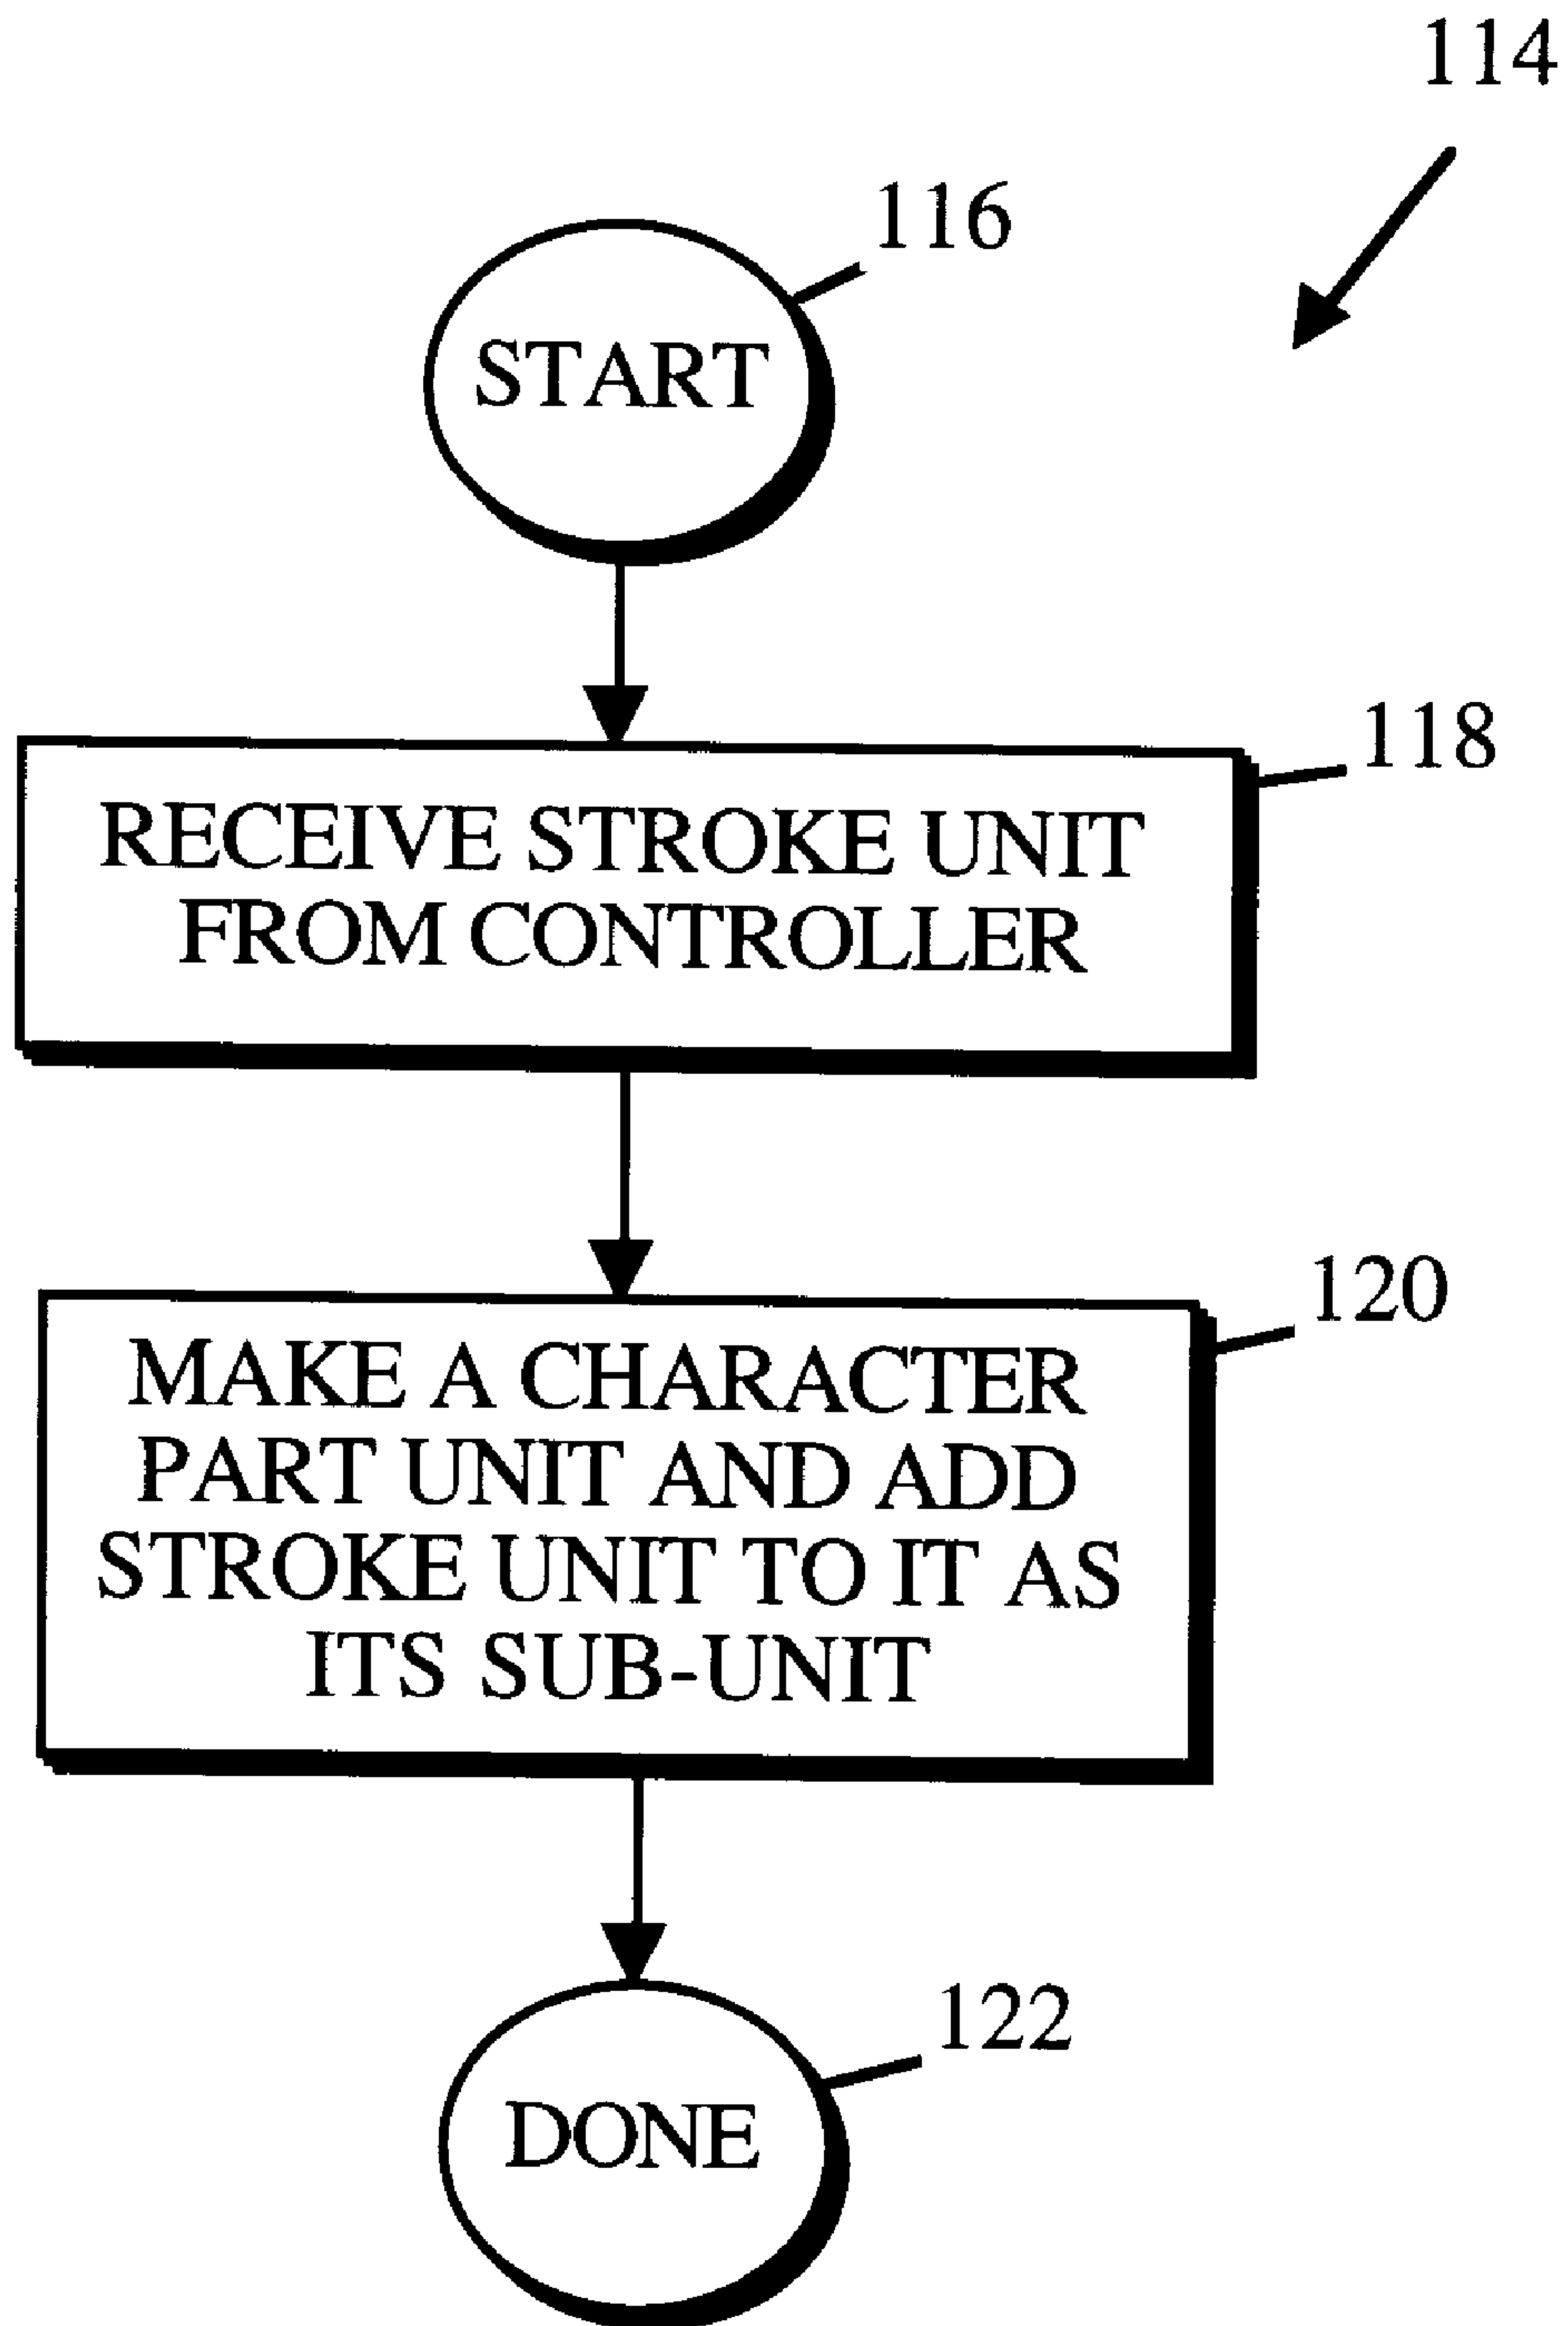 114
116
START
118
RECEIVE STROKE UNIT
FROM CONTROLLER
120
MAKE A CHARACTER
PART UNIT AND ADD
STROKE UNIT TO IT AS
ITS SUB-UNIT
122
DONE